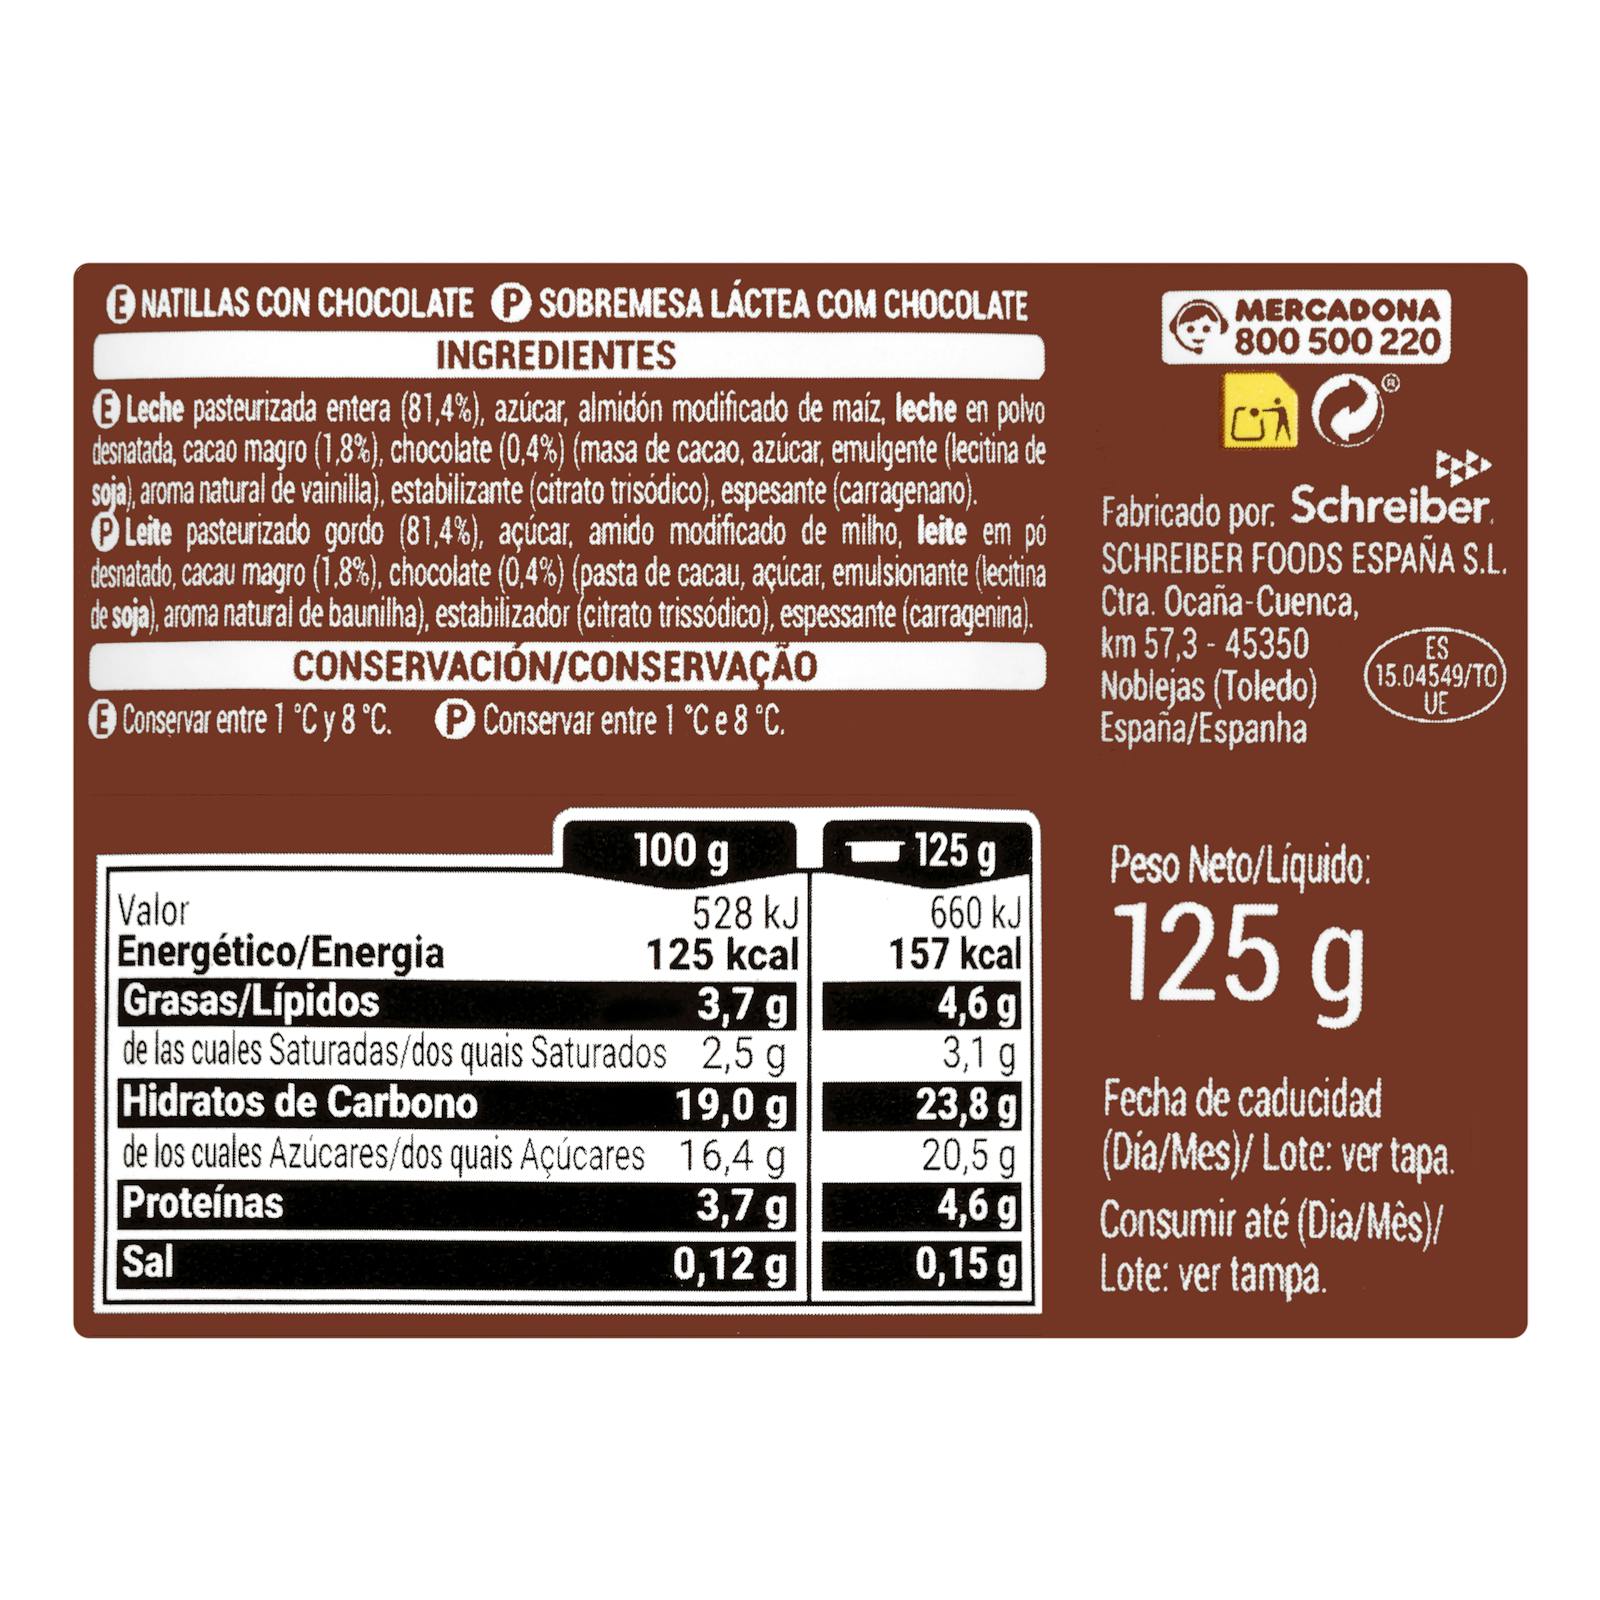 E NATILLAS CON CHOCOLATE P SOBREMESA LÁCTEA COM CHOCOLATE
INGREDIENTES
E Leche pasteurizada entera (81,4%), azúcar, almidón modificado de maíz, leche en polvo
desnatada, cacao magro (1,8%), chocolate (0,4%) (masa de cacao, azúcar, emulgente (lecitina de
soja), aroma natural de vainilla), estabilizante (citrato trisódico), espesante (carragenano).
P Leite pasteurizado gordo (81,4%), açúcar, amido modificado de milho, leite em pó
desnatado, cacau magro (1,8%), chocolate (0,4%) (pasta de cacau, açúcar, emulsionante (lecitina
de soja), aroma natural de baunilha), estabilizador (citrato trissódico), espessante (carragenina).
CONSERVACIÓN/CONSERVAÇÃO
E Conservar entre 1 °C y 8 °C. P Conservar entre 1 °C e 8 °C.
100 g 125 g
Valor 528 kJ 660 kJ
Energético/Energia 125 kcal 157 kcal
Grasas/Lípidos 3,7 g 4,6 g
de las cuales Saturadas/dos quais Saturados 2,5 g 3,1 g
Hidratos de Carbono 19,0 g 23,8 g
de los cuales Azúcares/dos quais Açúcares 16,4 g 20,5 g
Proteínas 3,7 g 4,6 g
Sal 0,12 g 0,15 g
MERCADONA
800 500 220
®
Fabricado por: Schreiber.
SCHREIBER FOODS ESPAÑA S.L.
Ctra. Ocaña-Cuenca,
km 57,3 - 45350
Noblejas (Toledo)
España/Espanha
ES
15.04549/TO
UE
Peso Neto/Líquido:
125 g
Fecha de caducidad
(Día/Mes)/ Lote: ver tapa.
Consumir até (Dia/Mês)/
Lote: ver tampa.